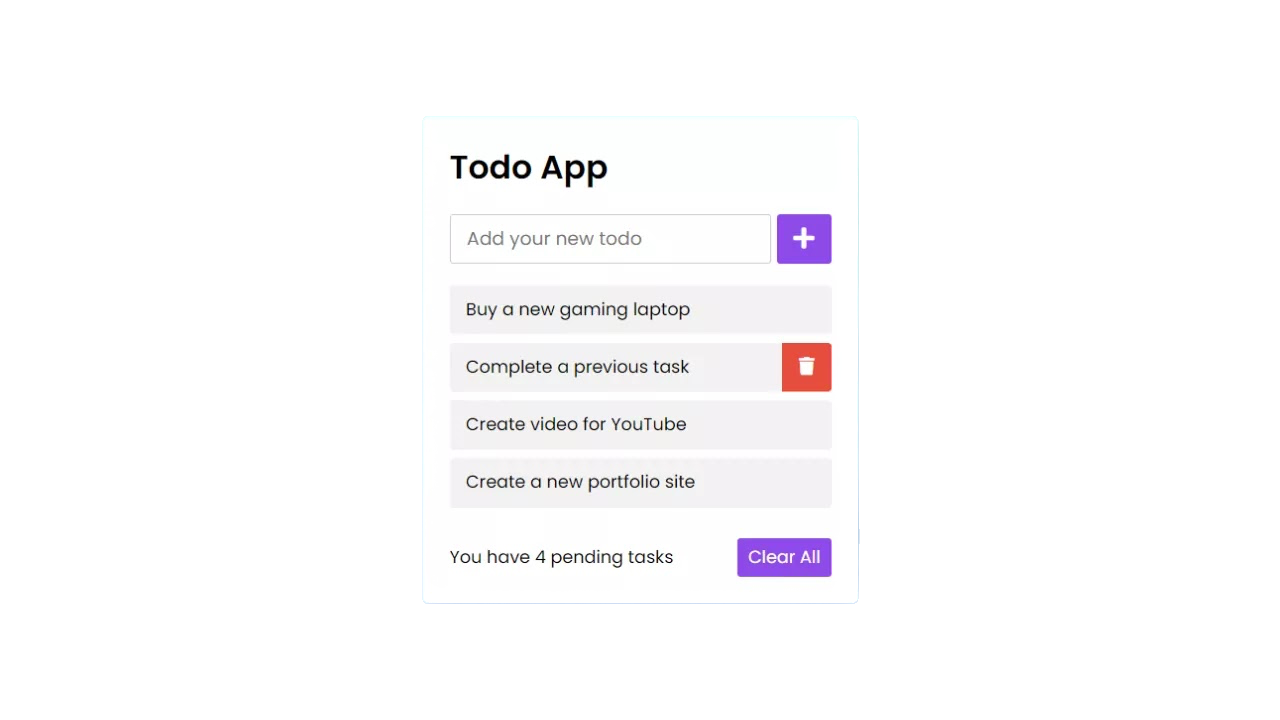 Todo App
Add your new todo
Buy a new gaming laptop
Complete a previous task
Create video for YouTube
Create a new portfolio site
You have 4 pending tasks
Clear All